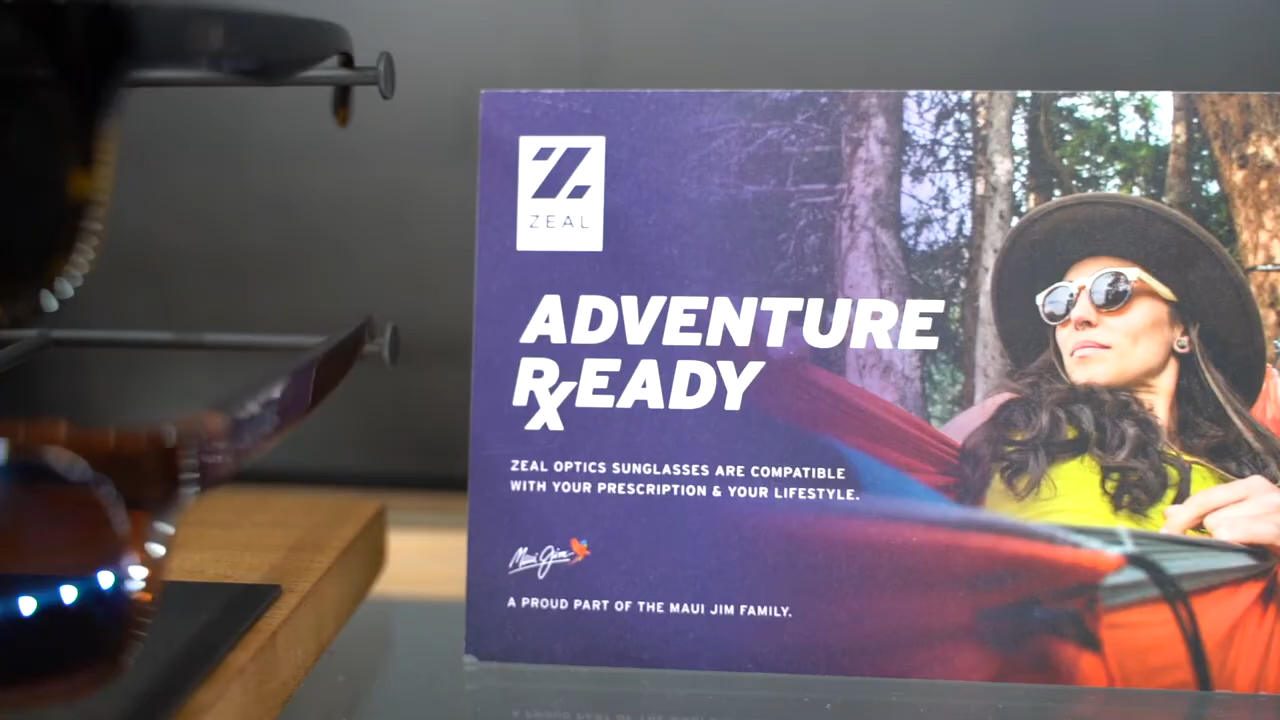 Z
ZEAL
ADVENTURE
RxEADY
ZEAL OPTICS SUNGLASSES ARE COMPATIBLE
WITH YOUR PRESCRIPTION & YOUR LIFESTYLE.
Maui Jim
A PROUD PART OF THE MAUI JIM FAMILY.